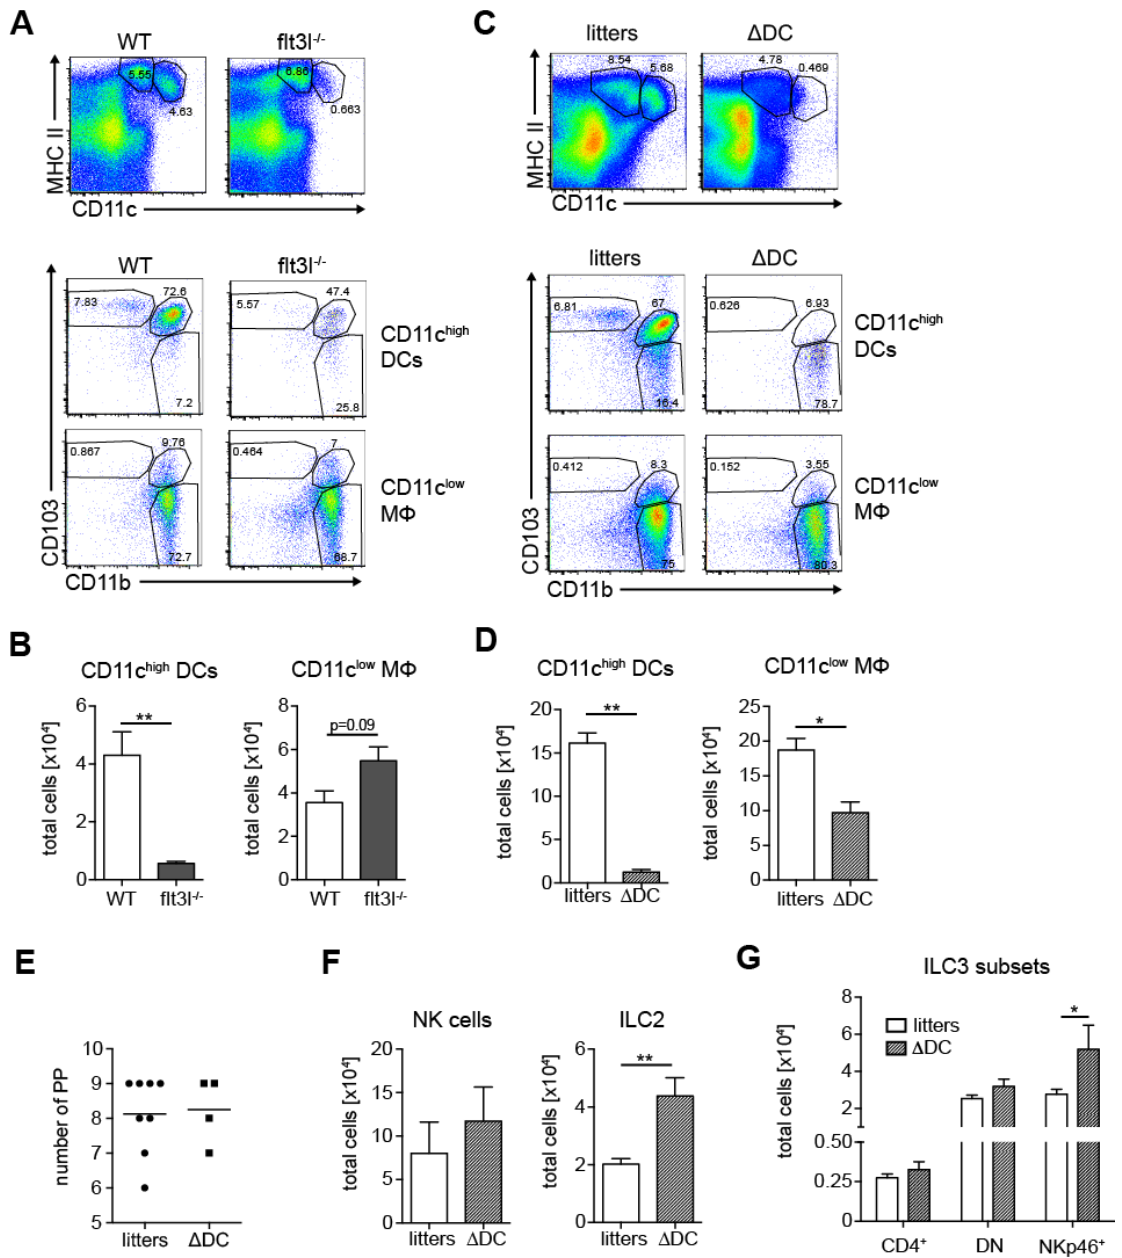 A
WT
flt3l-/-
5.55
4.63
6.86
0.663
MHC II
CD11c
WT
flt3l-/-
7.83
72.6
7.2
5.57
47.4
25.8
CD11chigh
DCs
0.867
9.76
72.7
0.464
7
68.7
CD11clow
MΦ
CD103
CD11b
C
litters
ΔDC
8.54
5.68
4.78
0.469
MHC II
CD11c
litters
ΔDC
6.81
67
16.4
0.626
6.93
78.7
CD11chigh
DCs
0.412
8.3
75
0.152
3.55
80.3
CD11clow
MΦ
CD103
CD11b
B
CD11chigh DCs
total cells [x10⁴]
6
4
2
0
**
WT
flt3l-/-
CD11clow MΦ
total cells [x10⁴]
8
6
4
2
0
p=0.09
WT
flt3l-/-
D
CD11chigh DCs
total cells [x10⁴]
20
15
10
5
0
**
litters
ΔDC
CD11clow MΦ
total cells [x10⁴]
25
20
15
10
5
0
*
litters
ΔDC
E
number of PP
10
9
8
7
6
5
litters
ΔDC
F
NK cells
total cells [x10⁴]
20
15
10
5
0
litters
ΔDC
ILC2
total cells [x10⁴]
6
4
2
0
**
litters
ΔDC
G
ILC3 subsets
total cells [x10⁴]
8
6
4
2
0.50
0.25
0
litters
ΔDC
*
CD4⁺
DN
NKp46⁺